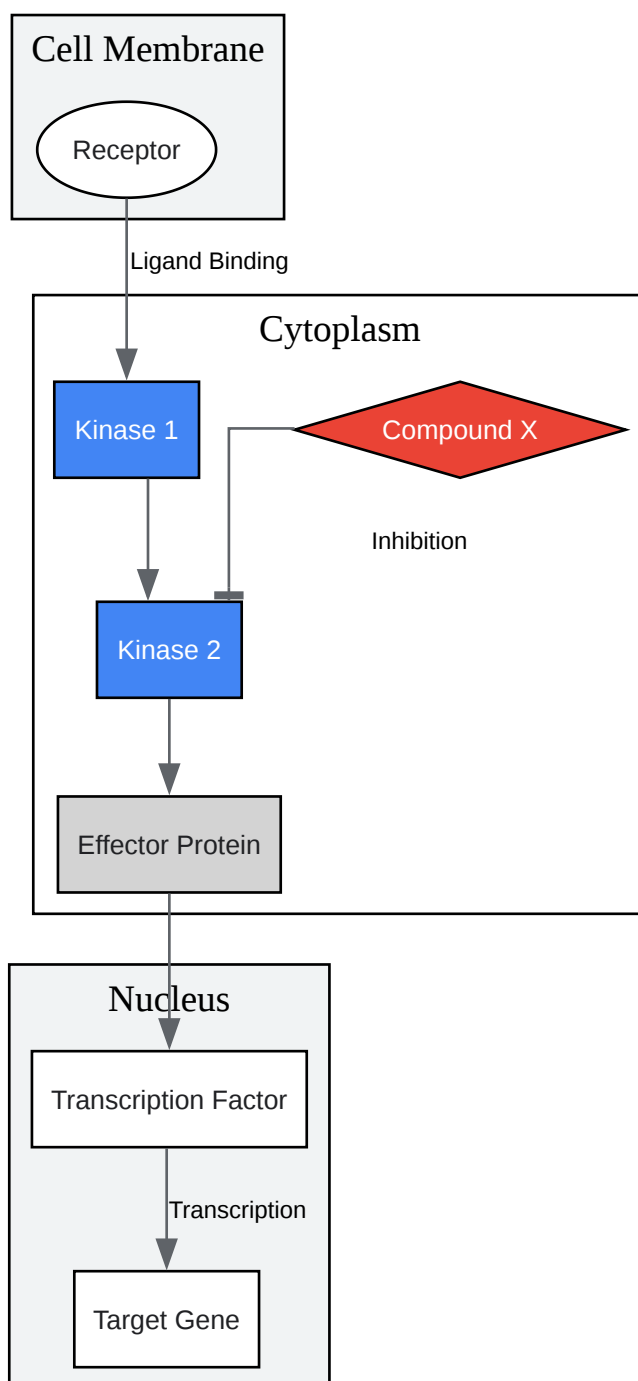 Cell Membrane
Receptor
Ligand Binding
Cytoplasm
Kinase 1
Compound X
Inhibition
Kinase 2
Effector Protein
Nucleus
Transcription Factor
Transcription
Target Gene